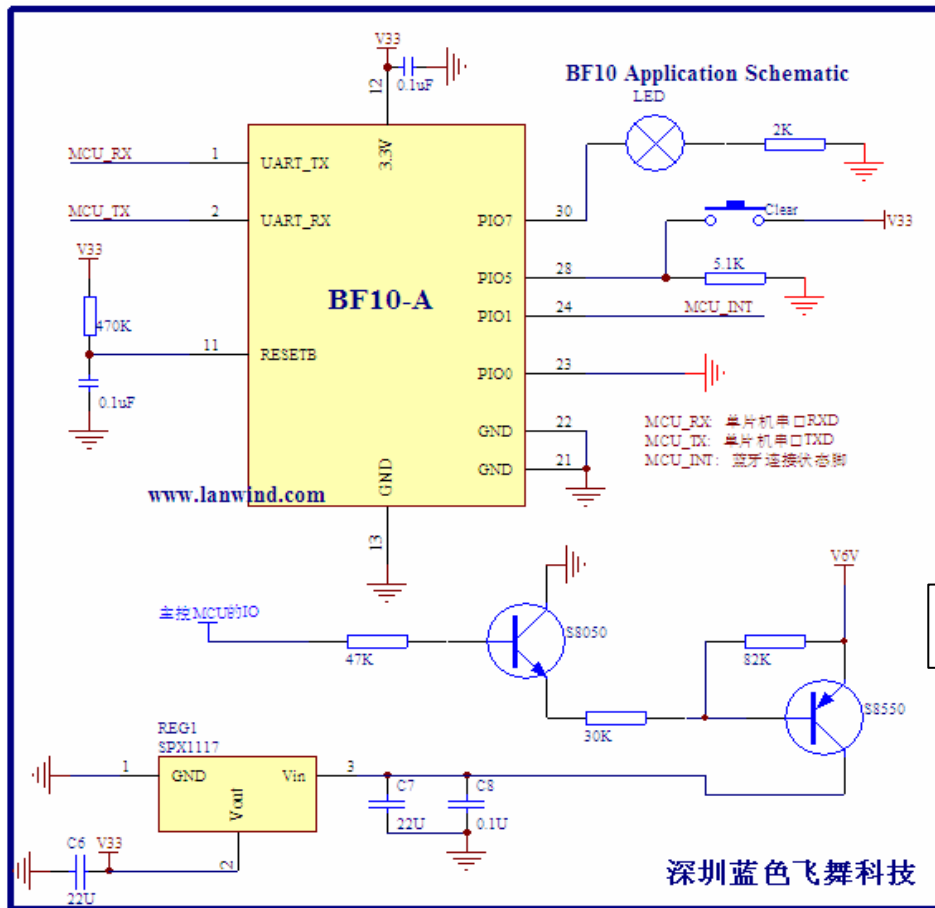 V33
12
0.1uF
BF10 Application Schematic
LED
2K
MCU_RX
1
UART_TX
3.3V
MCU_TX
2
UART_RX
PIO7
30
Clear
V33
V33
PIO5
28
5.1K
470K
BF10-A
PIO1
24
MCU_INT
11
RESETB
PIO0
23
0.1uF
GND
22
MCU_RX: 单片机串口RXD
MCU_TX: 单片机串口TXD
MCU_INT: 蓝牙连接状态脚
GND
21
GND
www.lanwind.com
13
V6V
主控MCU的IO
S8050
47K
82K
S8550
30K
REG1
SPX1117
1
GND
Vin
3
Vout
C7
22U
C8
0.1U
C6
V33
2
22U
深圳蓝色飞舞科技